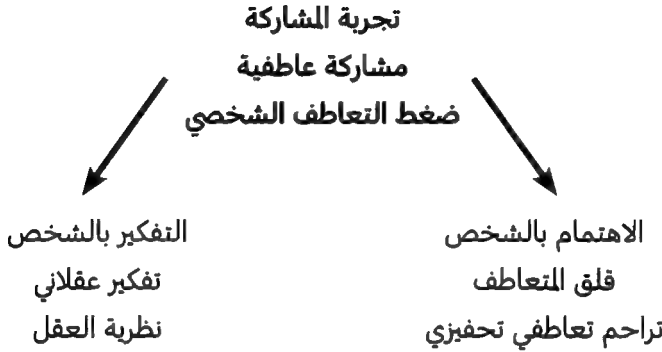 تجربة المشاركة
مشاركة عاطفية
ضغط التعاطف الشخصي
الاهتمام بالشخص
قلق المتعاطف
تراحم تعاطفي تحفيزي
التفكير بالشخص
تفكير عقلاني
نظرية العقل